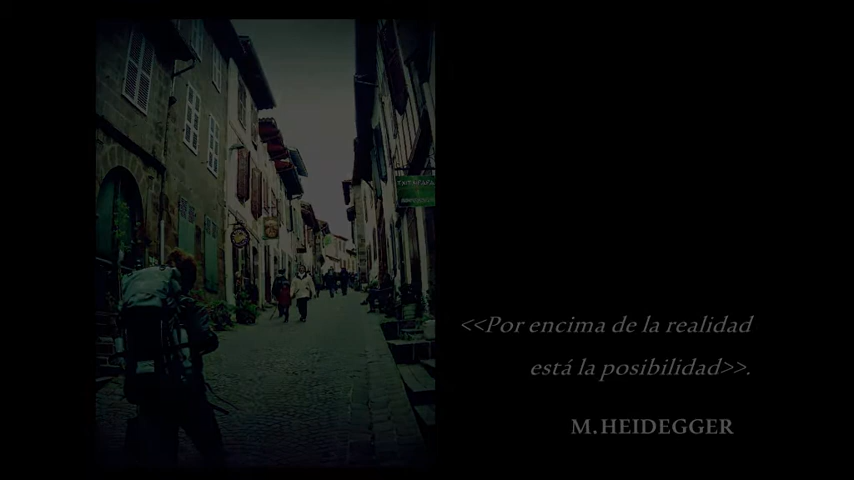 <<Por encima de la realidad
está la posibilidad>>.
M.HEIDEGGER